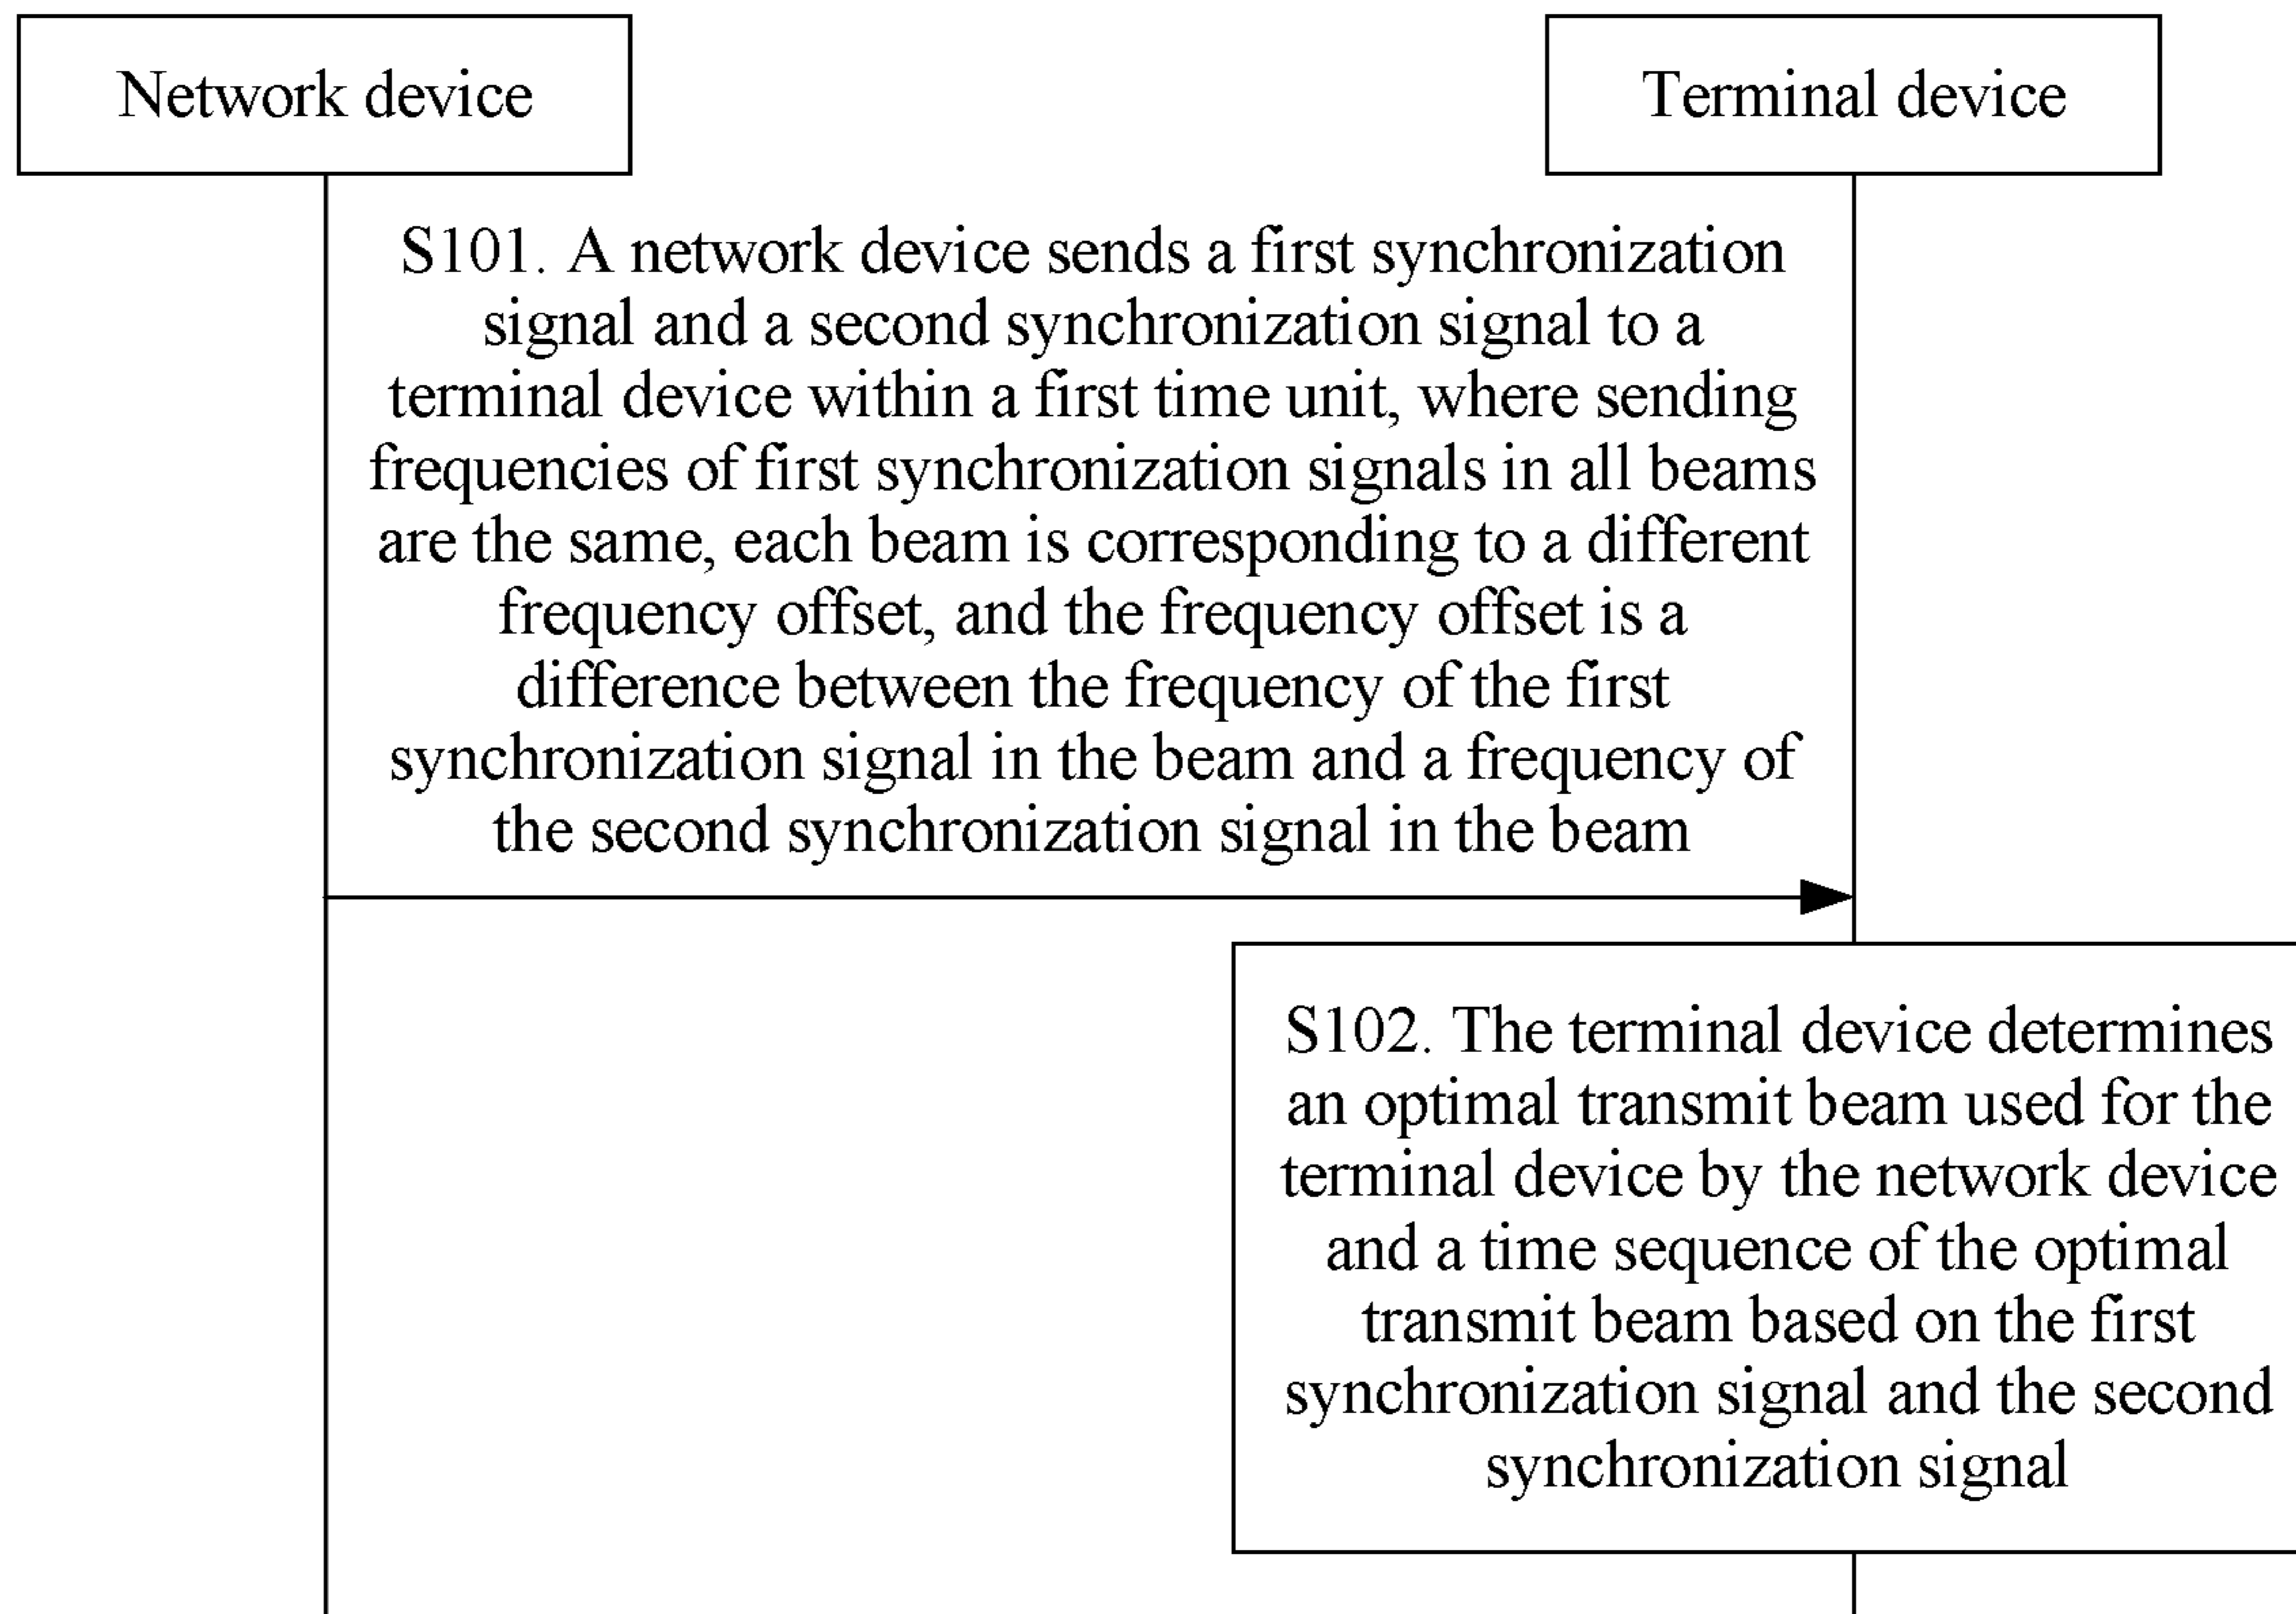 Network device
Terminal device
S101. A network device sends a first synchronization
signal and a second synchronization signal to a
terminal device within a first time unit, where sending
frequencies of first synchronization signals in all beams
are the same, each beam is corresponding to a different
frequency offset, and the frequency offset is a
difference between the frequency of the first
synchronization signal in the beam and a frequency of
the second synchronization signal in the beam
S102. The terminal device determines
an optimal transmit beam used for the
terminal device by the network device
and a time sequence of the optimal
transmit beam based on the first
synchronization signal and the second
synchronization signal